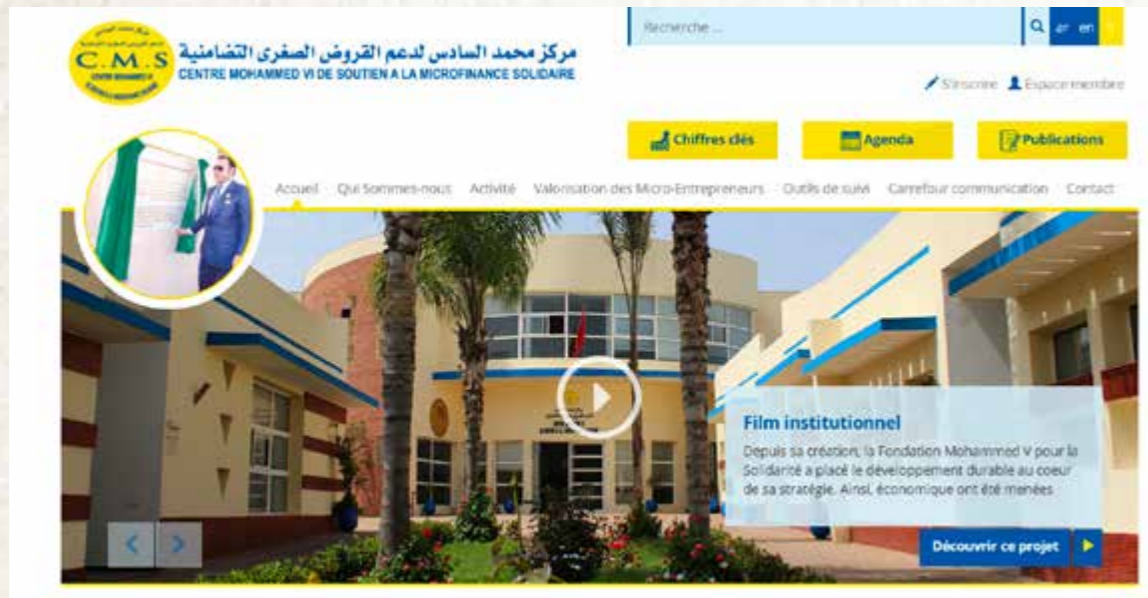 C.M.S
مركز محمد السادس لدعم القروض الصغرى التضامنية
CENTRE MOHAMMED VI DE SOUTIEN A LA MICROFINANCE SOLIDAIRE
Recherche ...
ar en
S'inscrire Espace membre
Chiffres clés Agenda Publications
Accueil Qui Sommes-nous Activité Valorisation des Micro-Entrepreneurs Outils de suivi Carrefour communication Contact
Film institutionnel
Depuis sa création, la Fondation Mohammed V pour la
Solidarité a placé le développement durable au coeur
de sa stratégie. Ainsi, économique ont été menées
Découvrir ce projet